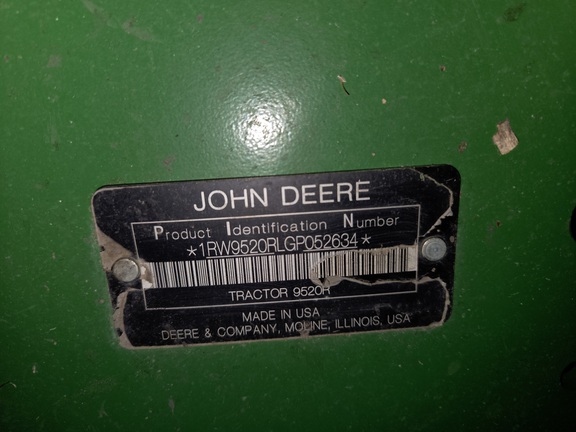 JOHN DEERE
Product Identification Number
*1RW9520RLGP052634*
TRACTOR 9520R
MADE IN USA
DEERE & COMPANY, MOLINE, ILLINOIS, USA